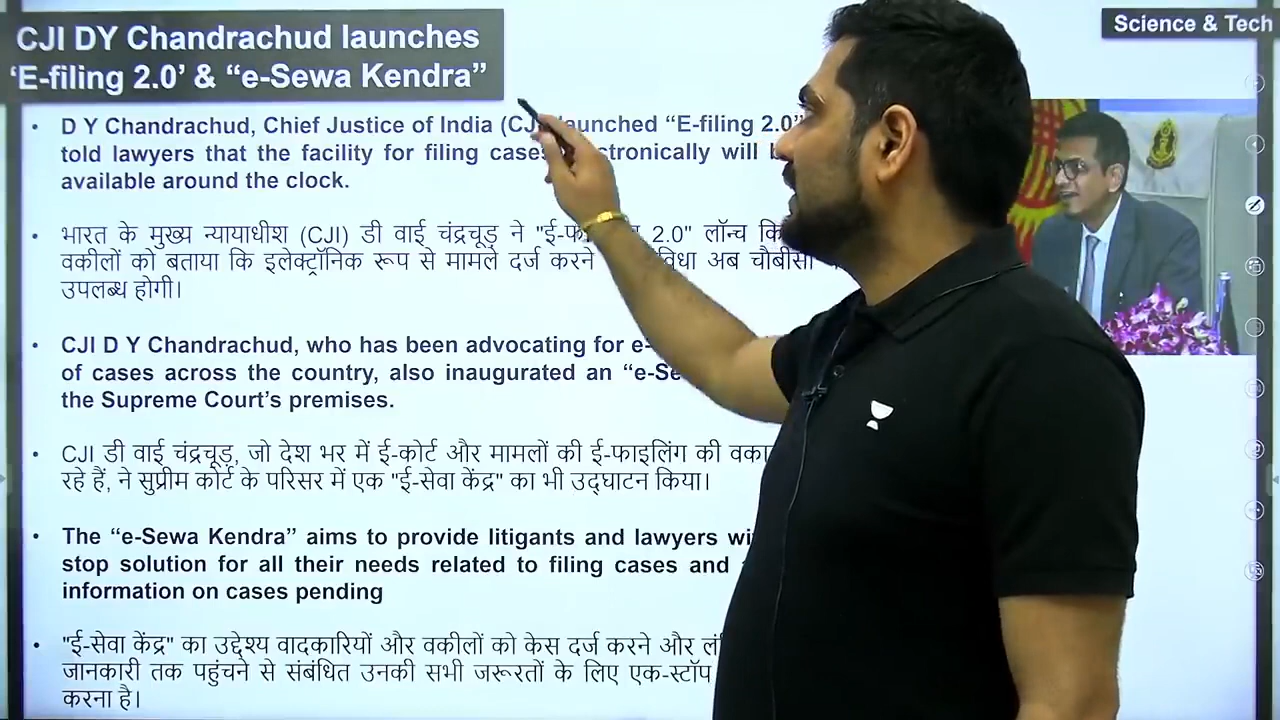 CJI DY Chandrachud launches
‘E-filing 2.0’ & “e-Sewa Kendra”
Science & Tech
• D Y Chandrachud, Chief Justice of India (CJI launched “E-filing 2.0”
told lawyers that the facility for filing cases
available around the clock.
• भारत के मुख्य न्यायाधीश (CJI) डी वाई चंद्रचूड़ ने "ई- 2.0" लॉन्च
वकीलों को बताया कि इलेक्ट्रॉनिक रूप से मामले दर्ज करने अब
उपलब्ध होगी।
• CJI D Y Chandrachud, who has been advocating for
of cases across the country, also inaugurated an
the Supreme Court’s premises.
• CJI डी वाई चंद्रचूड़, जो देश भर में ई-कोर्ट और मामलों की ई-फाइलिंग की
रहे हैं, ने सुप्रीम कोर्ट के परिसर में एक "ई-सेवा केंद्र" का भी उद्घाटन किया।
• The “e-Sewa Kendra” aims to provide litigants and lawyers
stop solution for all their needs related to filing cases and
information on cases pending
• "ई-सेवा केंद्र" का उद्देश्य वादकारियों और वकीलों को केस दर्ज करने और
जानकारी तक पहुंचने से संबंधित उनकी सभी जरूरतों के लिए एक-स्टॉप
करना है।